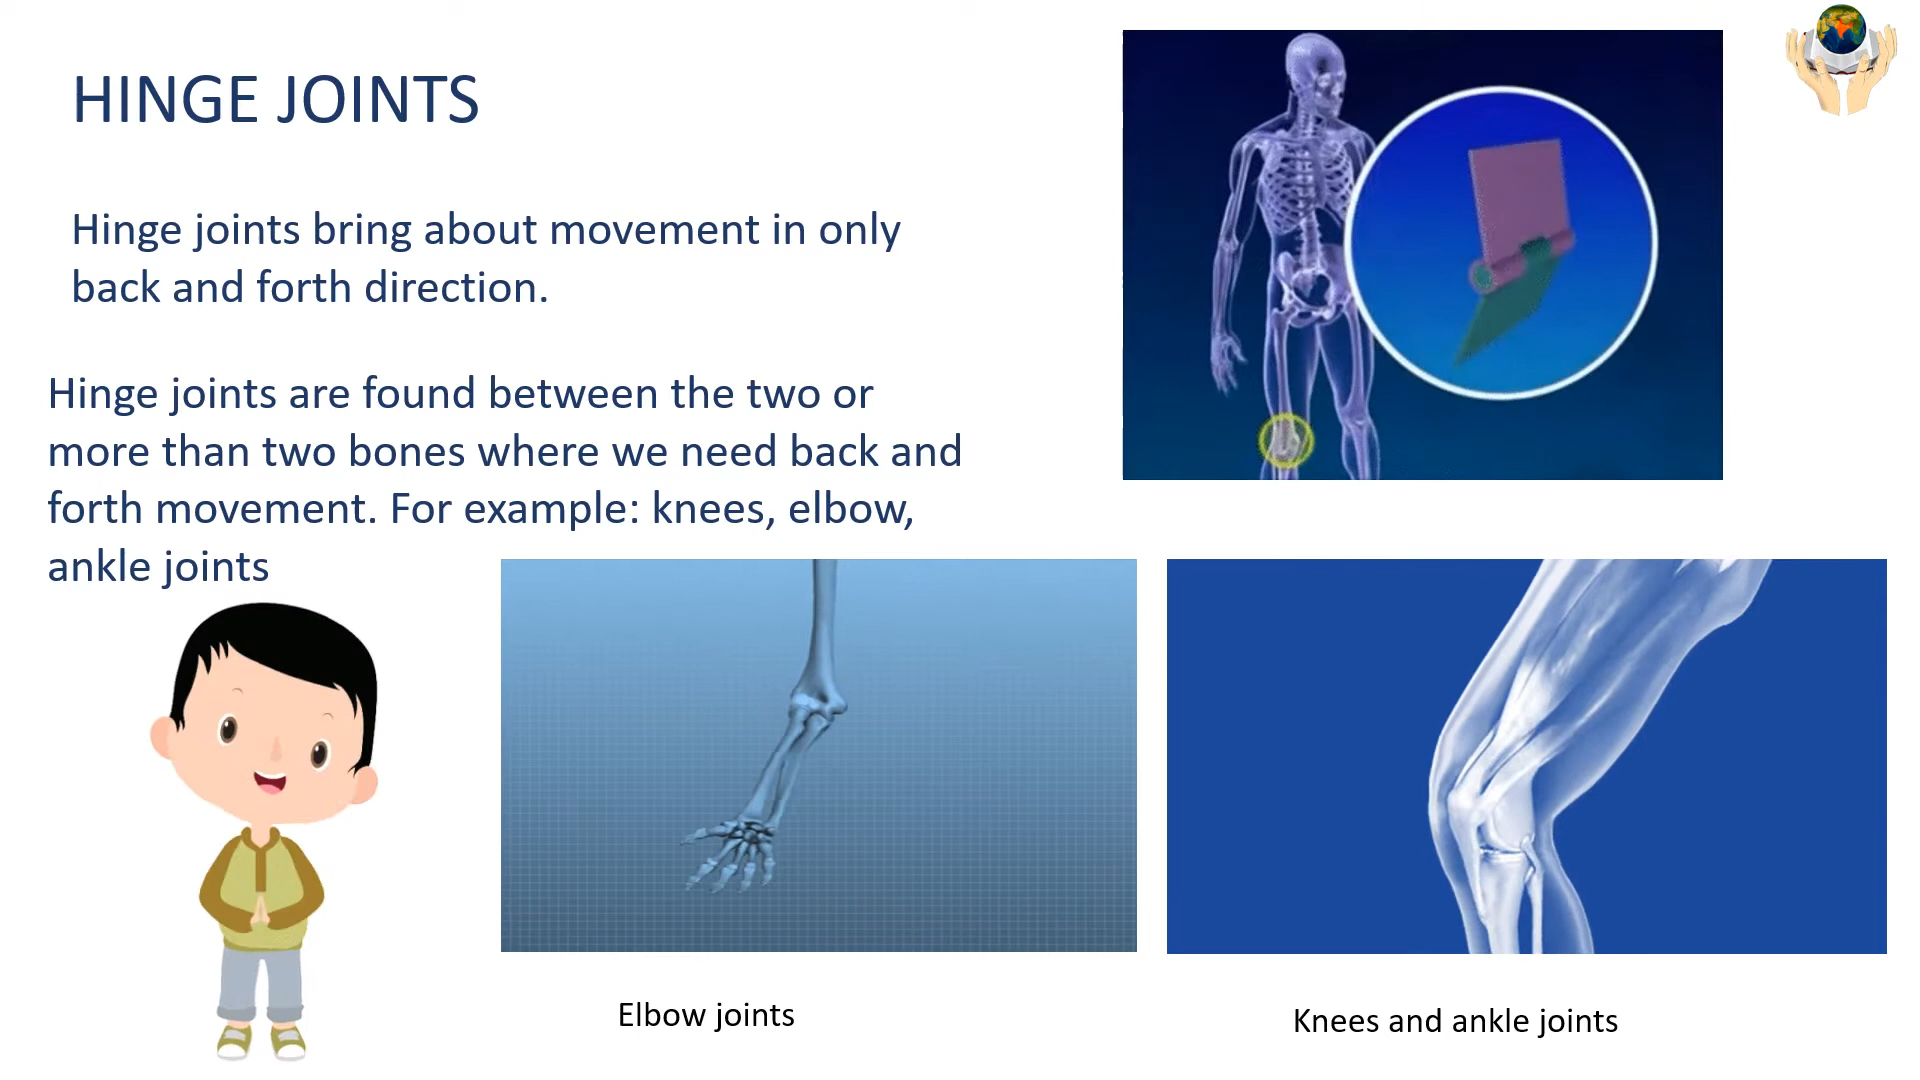 HINGE JOINTS
Hinge joints bring about movement in only
back and forth direction.
Hinge joints are found between the two or
more than two bones where we need back and
forth movement. For example: knees, elbow,
ankle joints
Elbow joints
Knees and ankle joints